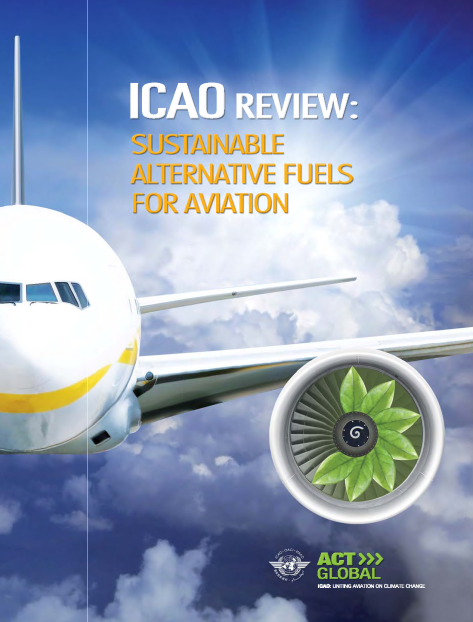 ICAO REVIEW:
SUSTAINABLE
ALTERNATIVE FUELS
FOR AVIATION
ACT >>>
GLOBAL
ICAO: UNITING AVIATION ON CLIMATE CHANGE